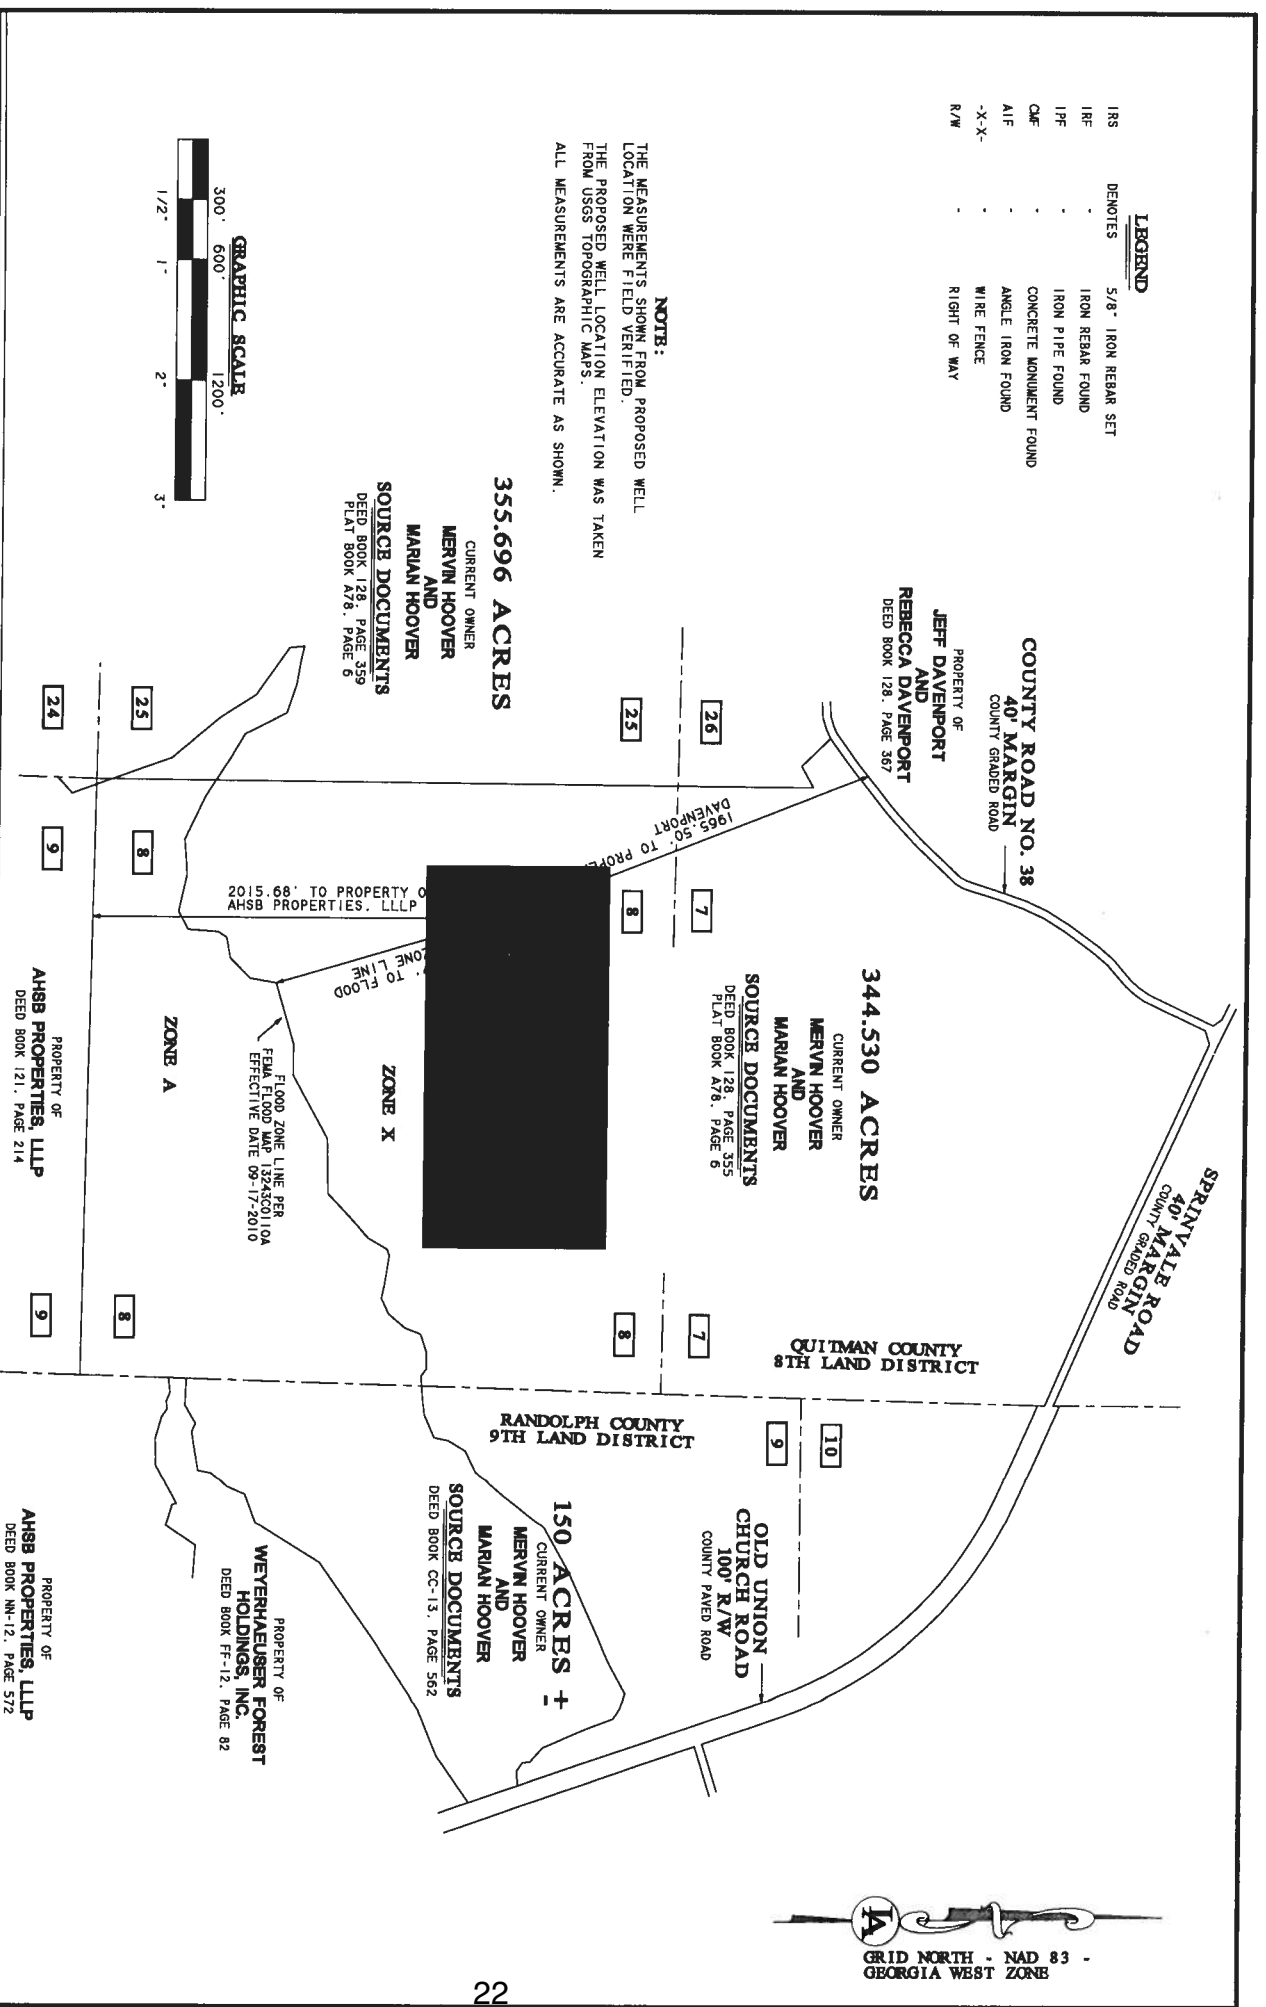 LEGEND
IRS DENOTES 5/8" IRON REBAR SET
IRF - IRON REBAR FOUND
IPF - IRON PIPE FOUND
CMF - CONCRETE MONUMENT FOUND
AIF - ANGLE IRON FOUND
-X-X- - WIRE FENCE
R/W - RIGHT OF WAY
NOTE:
THE MEASUREMENTS SHOWN FROM PROPOSED WELL
LOCATION WERE FIELD VERIFIED.
THE PROPOSED WELL LOCATION ELEVATION WAS TAKEN
FROM USGS TOPOGRAPHIC MAPS.
ALL MEASUREMENTS ARE ACCURATE AS SHOWN.
GRAPHIC SCALE
300' 600' 1200'
1/2" 1" 2" 3"
355.696 ACRES
CURRENT OWNER
MERVIN HOOVER
AND
MARIAN HOOVER
SOURCE DOCUMENTS
DEED BOOK 128, PAGE 359
PLAT BOOK A78, PAGE 6
COUNTY ROAD NO. 38
40' MARGIN
COUNTY GRADED ROAD
PROPERTY OF
JEFF DAVENPORT
AND
REBECCA DAVENPORT
DEED BOOK 128, PAGE 367
26
25
25
24
7
8
8
9
1965.50' TO PROPE
DAVENPORT
2015.68' TO PROPERTY O
AHSB PROPERTIES, LLLP
' TO FLOOD
ZONE LINE
344.530 ACRES
CURRENT OWNER
MERVIN HOOVER
AND
MARIAN HOOVER
SOURCE DOCUMENTS
DEED BOOK 128, PAGE 355
PLAT BOOK A78, PAGE 6
ZONE X
ZONE A
FLOOD ZONE LINE PER
FEMA FLOOD MAP 13243C0110A
EFFECTIVE DATE 09-17-2010
PROPERTY OF
AHSB PROPERTIES, LLLP
DEED BOOK 121, PAGE 214
SPRINVALE ROAD
40' MARGIN
COUNTY GRADED ROAD
7
8
8
9
QUITMAN COUNTY
8TH LAND DISTRICT
RANDOLPH COUNTY
9TH LAND DISTRICT
10
9
OLD UNION
CHURCH ROAD
100' R/W
COUNTY PAVED ROAD
150 ACRES +
-
CURRENT OWNER
MERVIN HOOVER
AND
MARIAN HOOVER
SOURCE DOCUMENTS
DEED BOOK CC-13, PAGE 562
PROPERTY OF
WEYERHAEUSER FOREST
HOLDINGS, INC.
DEED BOOK FF-12, PAGE 82
PROPERTY OF
AHSB PROPERTIES, LLLP
DEED BOOK NN-12, PAGE 572
LA
GRID NORTH - NAD 83 -
GEORGIA WEST ZONE
22